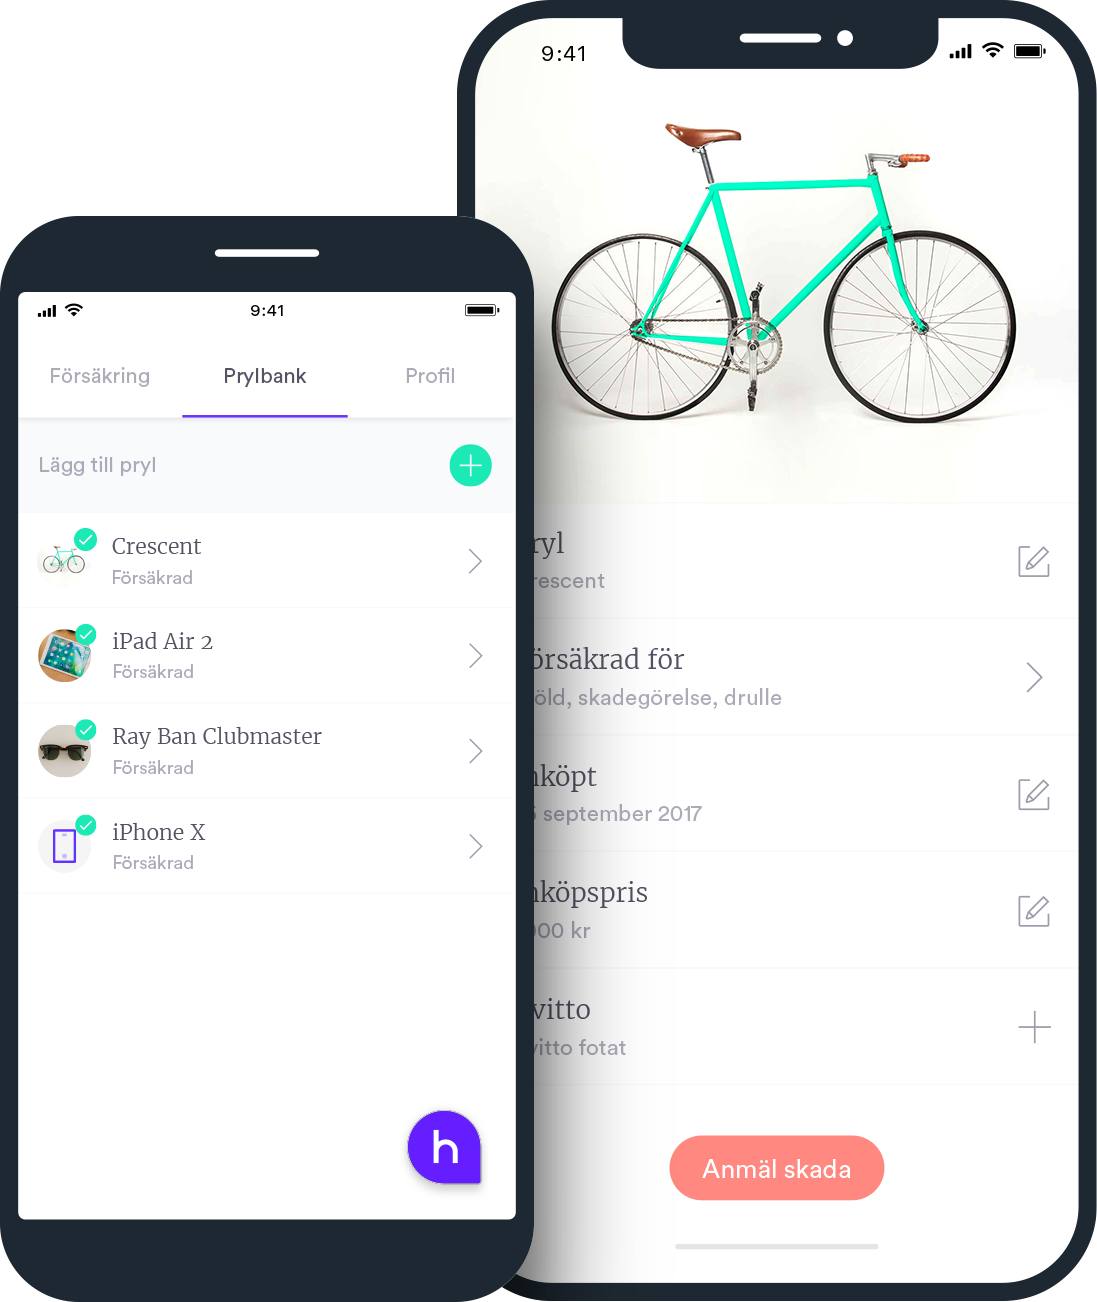 9:41
Försäkring Prylbank Profil
Lägg till pryl
Crescent
Försäkrad
iPad Air 2
Försäkrad
Ray Ban Clubmaster
Försäkrad
iPhone X
Försäkrad
h
9:41
ryl
rescent
örsäkrad för
öld, skadegörelse, drulle
köpt
september 2017
köpspris
00 kr
vitto
vitto fotat
Anmäl skada